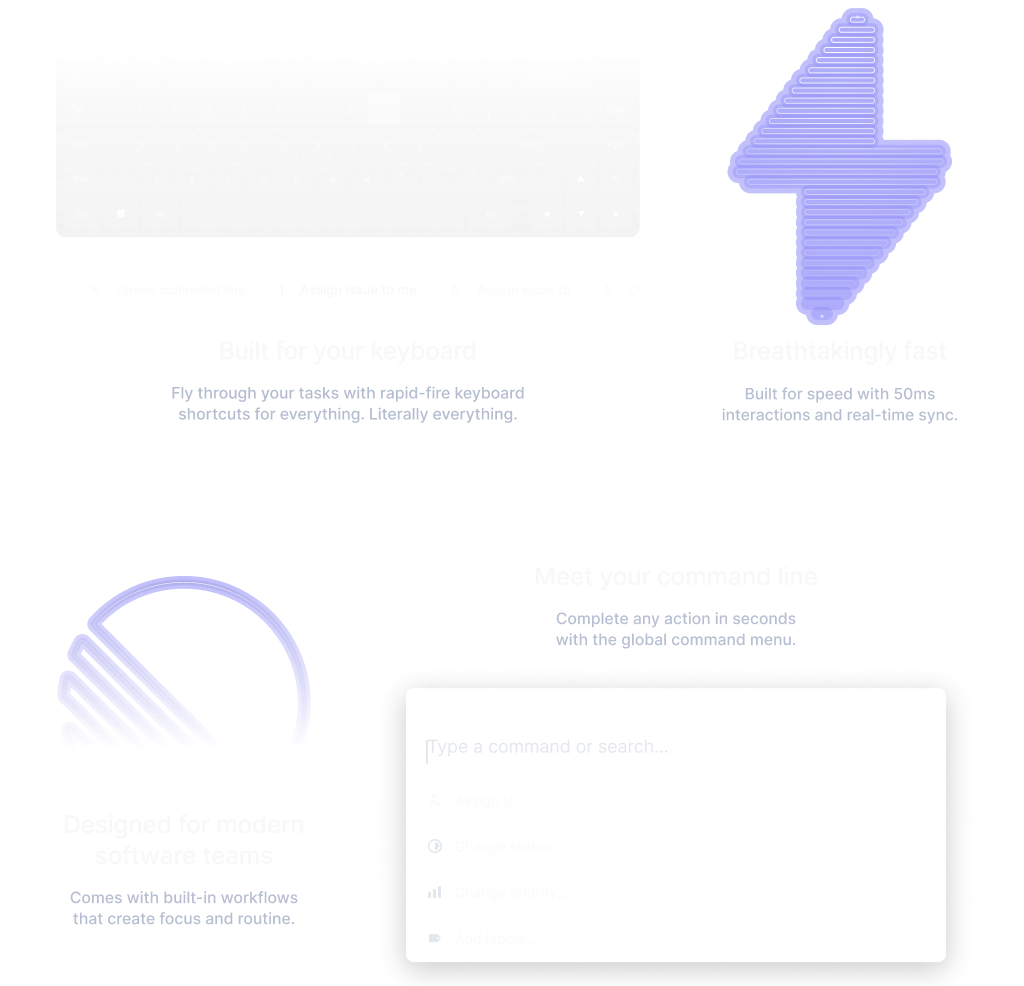 Opens command line Assign issue to me Assign issue to
Built for your keyboard
Fly through your tasks with rapid-fire keyboard
shortcuts for everything. Literally everything.
Breathtakingly fast
Built for speed with 50ms
interactions and real-time sync.
Meet your command line
Complete any action in seconds
with the global command menu.
Type a command or search...
Assign to...
Change status...
Change priority...
Add labels...
Designed for modern
software teams
Comes with built-in workflows
that create focus and routine.